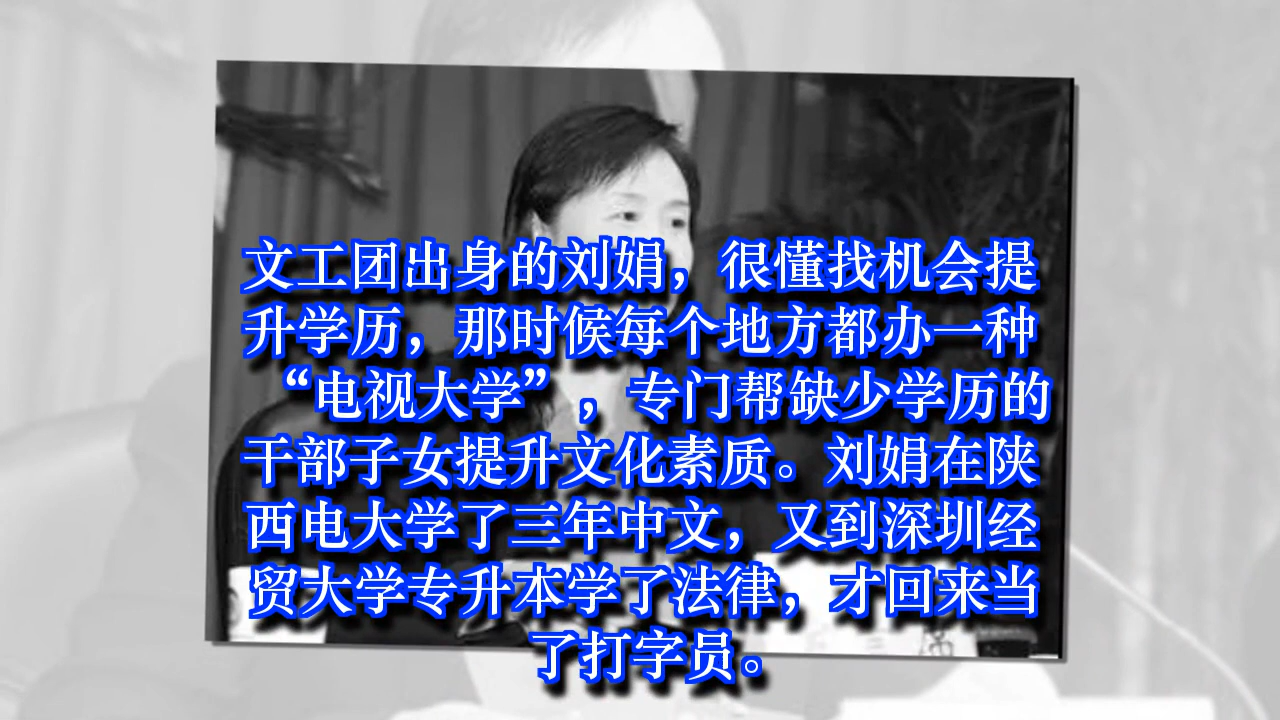 文工团出身的刘娟，很懂找机会提
升学历，那时候每个地方都办一种
“电视大学”，专门帮缺少学历的
干部子女提升文化素质。刘娟在陕
西电大学了三年中文，又到深圳经
贸大学专升本学了法律，才回来当
了打字员。